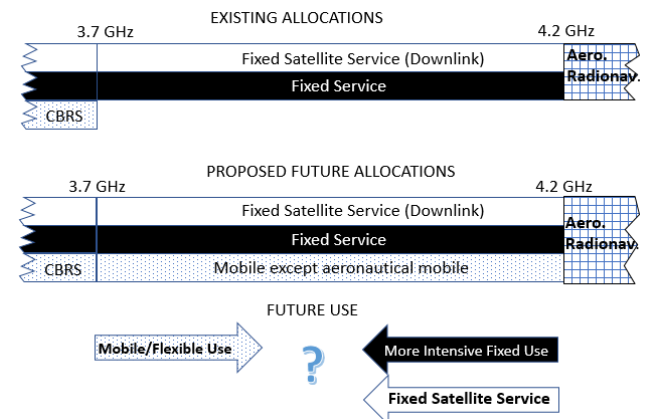 EXISTING ALLOCATIONS
3.7 GHz
4.2 GHz
Fixed Satellite Service (Downlink)
Aero.
Radionav.
Fixed Service
CBRS
PROPOSED FUTURE ALLOCATIONS
3.7 GHz
4.2 GHz
Fixed Satellite Service (Downlink)
Aero.
Radionav.
Fixed Service
CBRS
Mobile except aeronautical mobile
FUTURE USE
Mobile/Flexible Use
?
More Intensive Fixed Use
Fixed Satellite Service